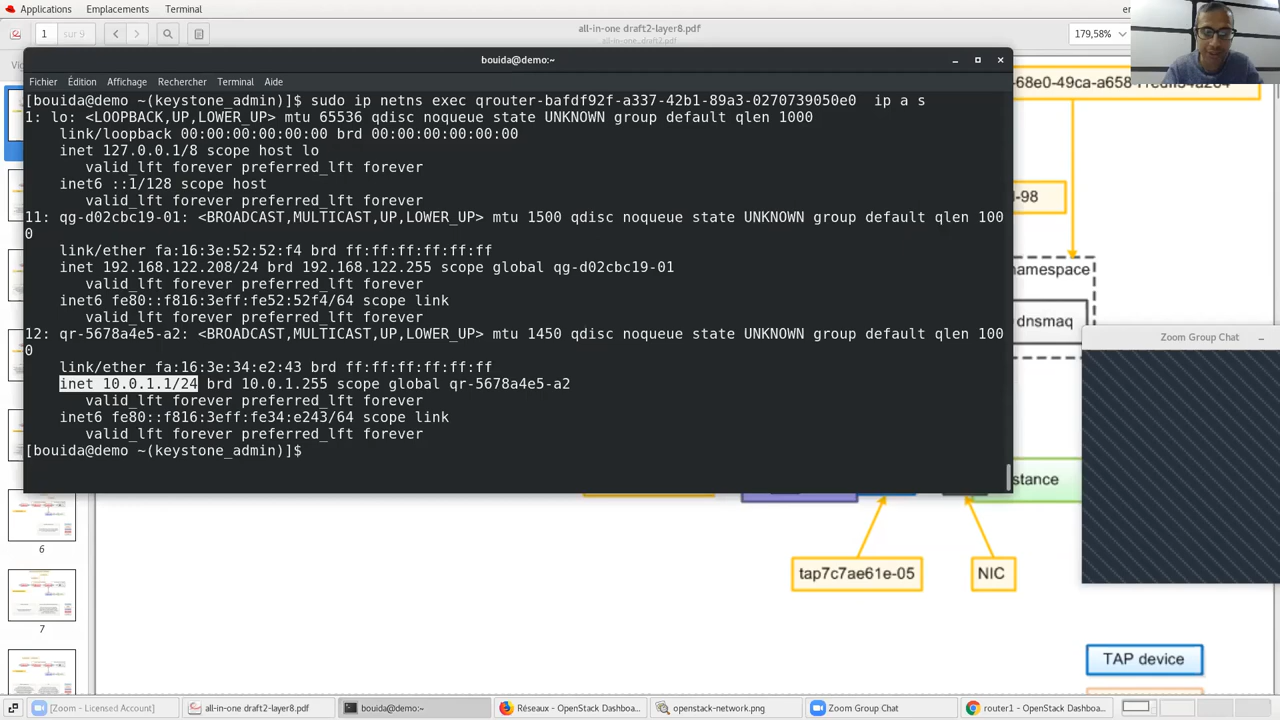 Applications Emplacements Terminal
1 sur 9
all-in-one draft2-layer8.pdf
all-in-one_draft2.pdf
179,58%
bouida@demo:~
Fichier Édition Affichage Rechercher Terminal Aide
[bouida@demo ~(keystone_admin)]$ sudo ip netns exec qrouter-bafdf92f-a337-42b1-89a3-0270739050e0  ip a s
1: lo: <LOOPBACK,UP,LOWER_UP> mtu 65536 qdisc noqueue state UNKNOWN group default qlen 1000
link/loopback 00:00:00:00:00:00 brd 00:00:00:00:00:00
inet 127.0.0.1/8 scope host lo
valid_lft forever preferred_lft forever
inet6 ::1/128 scope host
valid_lft forever preferred_lft forever
11: qg-d02cbc19-01: <BROADCAST,MULTICAST,UP,LOWER_UP> mtu 1500 qdisc noqueue state UNKNOWN group default qlen 100
0
link/ether fa:16:3e:52:52:f4 brd ff:ff:ff:ff:ff:ff
inet 192.168.122.208/24 brd 192.168.122.255 scope global qg-d02cbc19-01
valid_lft forever preferred_lft forever
inet6 fe80::f816:3eff:fe52:52f4/64 scope link
valid_lft forever preferred_lft forever
12: qr-5678a4e5-a2: <BROADCAST,MULTICAST,UP,LOWER_UP> mtu 1450 qdisc noqueue state UNKNOWN group default qlen 100
0
link/ether fa:16:3e:34:e2:43 brd ff:ff:ff:ff:ff:ff
inet 10.0.1.1/24 brd 10.0.1.255 scope global qr-5678a4e5-a2
valid_lft forever preferred_lft forever
inet6 fe80::f816:3eff:fe34:e243/64 scope link
valid_lft forever preferred_lft forever
[bouida@demo ~(keystone_admin)]$
-98
namespace
dnsmaq
Zoom Group Chat
stance
tap7c7ae61e-05
NIC
TAP device
6
7
[Zoom - Licensed Account]
all-in-one draft2-layer8.pdf
bouida@demo:~
Réseaux - OpenStack Dashboa...
openstack-network.png
Zoom Group Chat
router1 - OpenStack Dashboa...